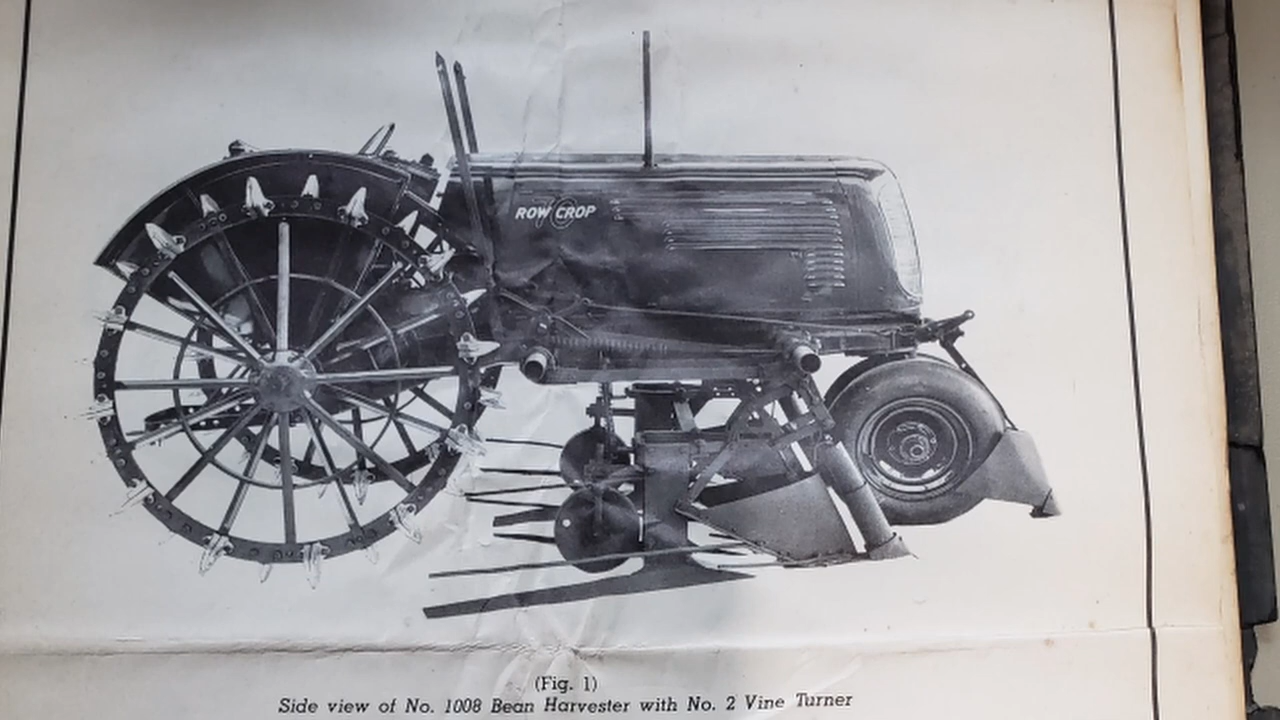 ROW CROP
(Fig. 1)
Side view of No. 1008 Bean Harvester with No. 2 Vine Turner